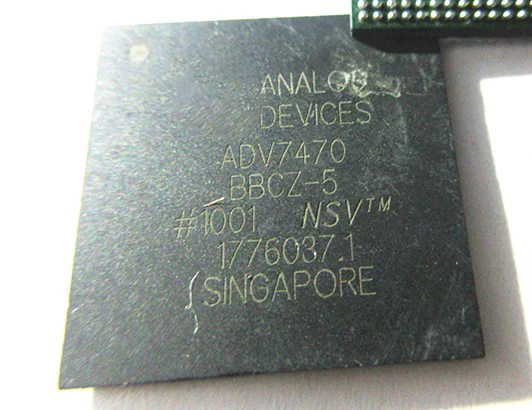 ANALOG
DEVICES
ADV7470
BBCZ-5
#1001 NSV™
1776037.1
SINGAPORE